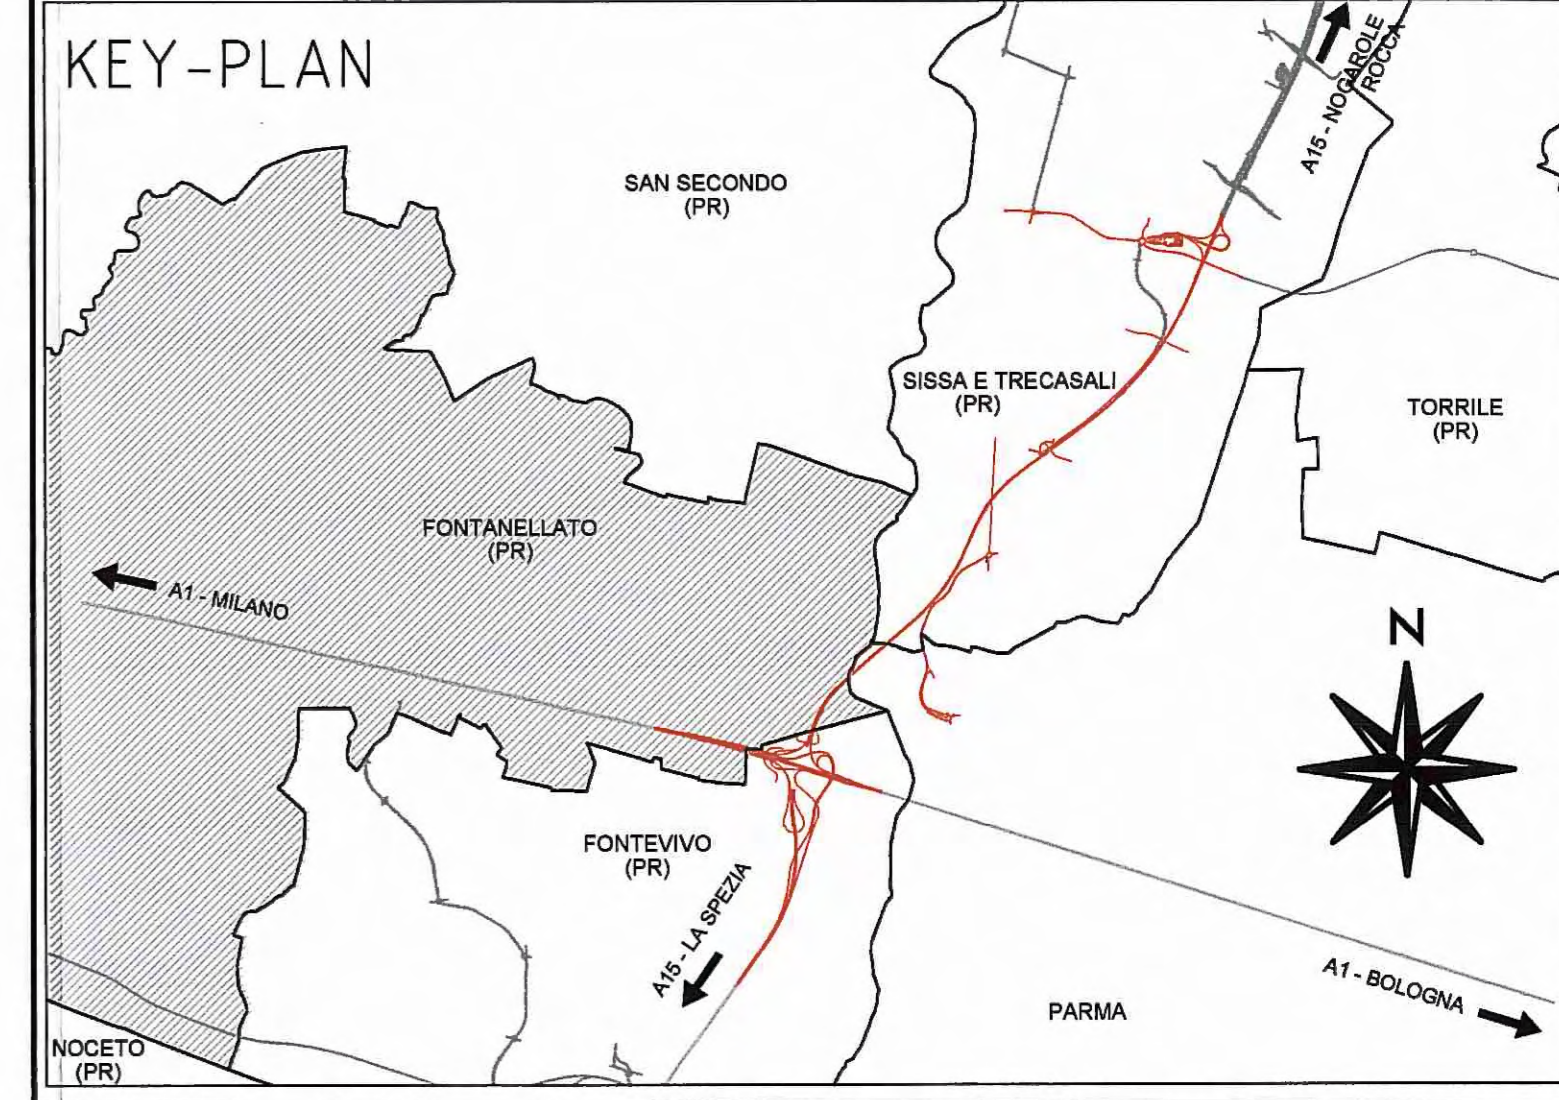 KEY-PLAN
A15 - NOGAROLE
ROCCA
SAN SECONDO
(PR)
SISSA E TRECASALI
(PR)
TORRILE
(PR)
FONTANELLATO
(PR)
A1 - MILANO
N
FONTEVIVO
(PR)
A15 - LA SPEZIA
A1 - BOLOGNA
PARMA
NOCETO
(PR)